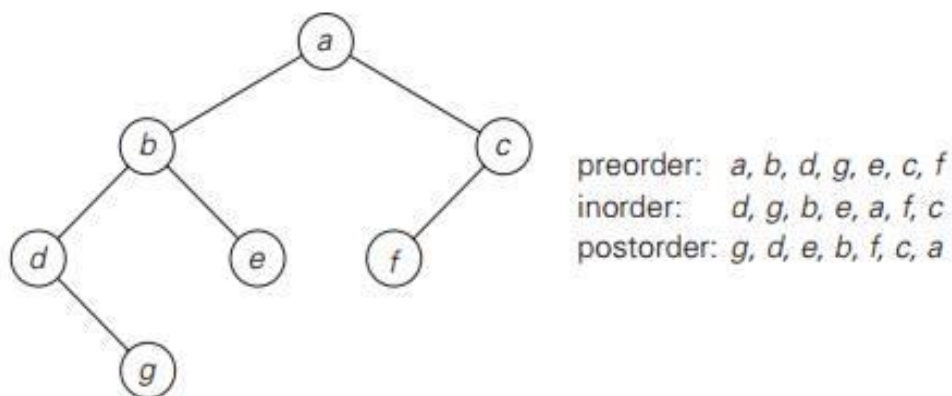 a
b
c
d
e
f
g
preorder: a, b, d, g, e, c, f
inorder: d, g, b, e, a, f, c
postorder: g, d, e, b, f, c, a